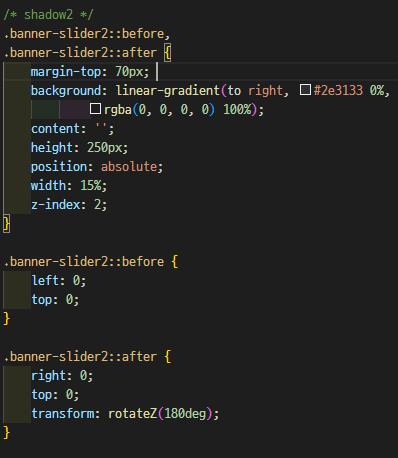 /* shadow2 */
.banner-slider2::before,
.banner-slider2::after {
margin-top: 70px;
background: linear-gradient(to right, #2e3133 0%,
rgba(0, 0, 0, 0) 100%);
content: '';
height: 250px;
position: absolute;
width: 15%;
z-index: 2;
}
.banner-slider2::before {
left: 0;
top: 0;
}
.banner-slider2::after {
right: 0;
top: 0;
transform: rotateZ(180deg);
}